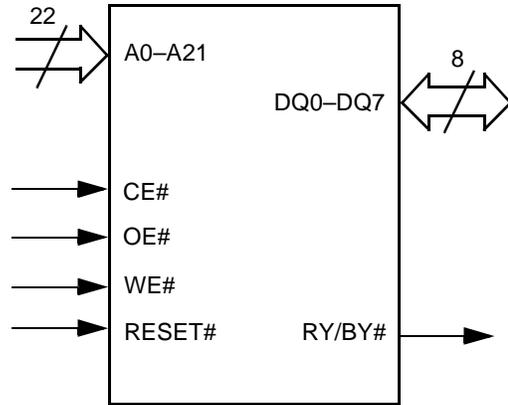 22
A0–A21
8
DQ0–DQ7
CE#
OE#
WE#
RESET#
RY/BY#